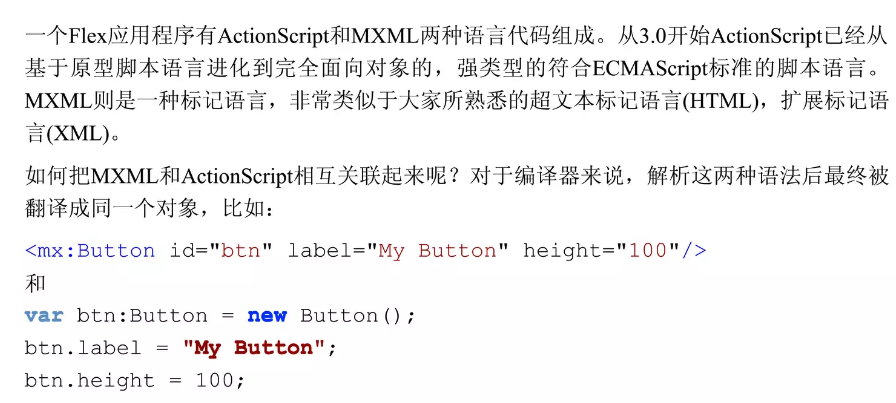 一个Flex应用程序有ActionScript和MXML两种语言代码组成。从3.0开始ActionScript已经从
基于原型脚本语言进化到完全面向对象的，强类型的符合ECMAScript标准的脚本语言。
MXML则是一种标记语言，非常类似于大家所熟悉的超文本标记语言(HTML)，扩展标记语
言(XML)。
如何把MXML和ActionScript相互关联起来呢？对于编译器来说，解析这两种语法后最终被
翻译成同一个对象，比如：
<mx:Button id="btn" label="My Button" height="100"/>
和
var btn:Button = new Button();
btn.label = "My Button";
btn.height = 100;